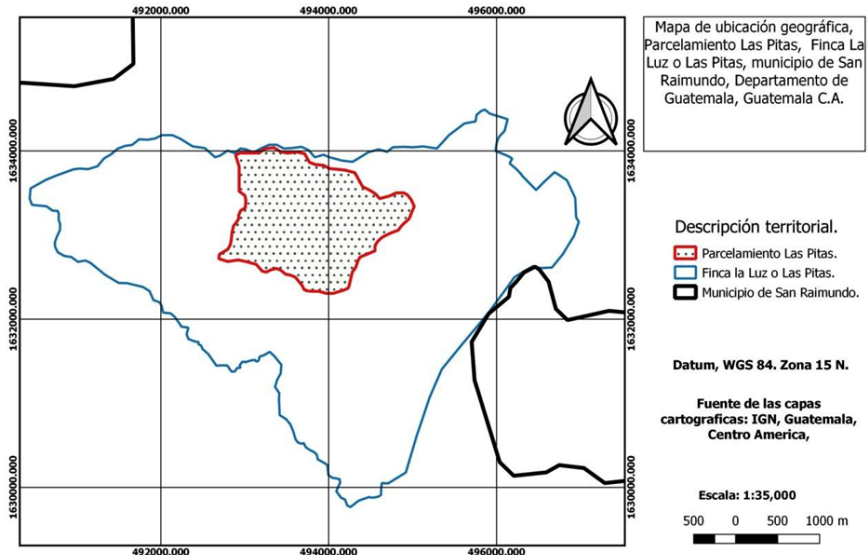 492000.000 494000.000 496000.000
Mapa de ubicación geográfica,
Parcelamiento Las Pitas, Finca La
Luz o Las Pitas, municipio de San
Raimundo, Departamento de
Guatemala, Guatemala C.A.
1634000.000 1634000.000
Descripción territorial.
Parcelamiento Las Pitas.
Finca la Luz o Las Pitas.
Municipio de San Raimundo.
1632000.000 1632000.000
Datum, WGS 84. Zona 15 N.
Fuente de las capas
cartograficas: IGN, Guatemala,
Centro America,
1630000.000 1630000.000
Escala: 1:35,000
500 0 500 1000 m
492000.000 494000.000 496000.000